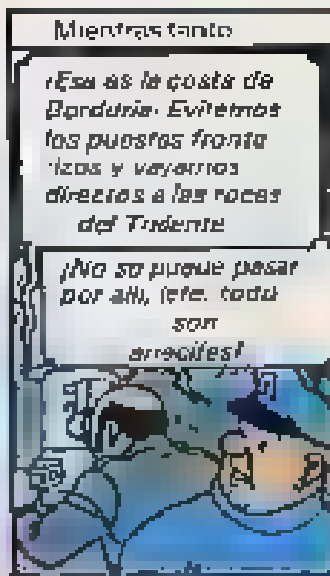 Mientras tanto
¡Esa es la costa de
Borduria. Evitemos
los puestos fronte
rizos y vayamos
directos a las rocas
del Tridente
¡No se puede pasar
por allí, jefe. todo
son
arrecifes!